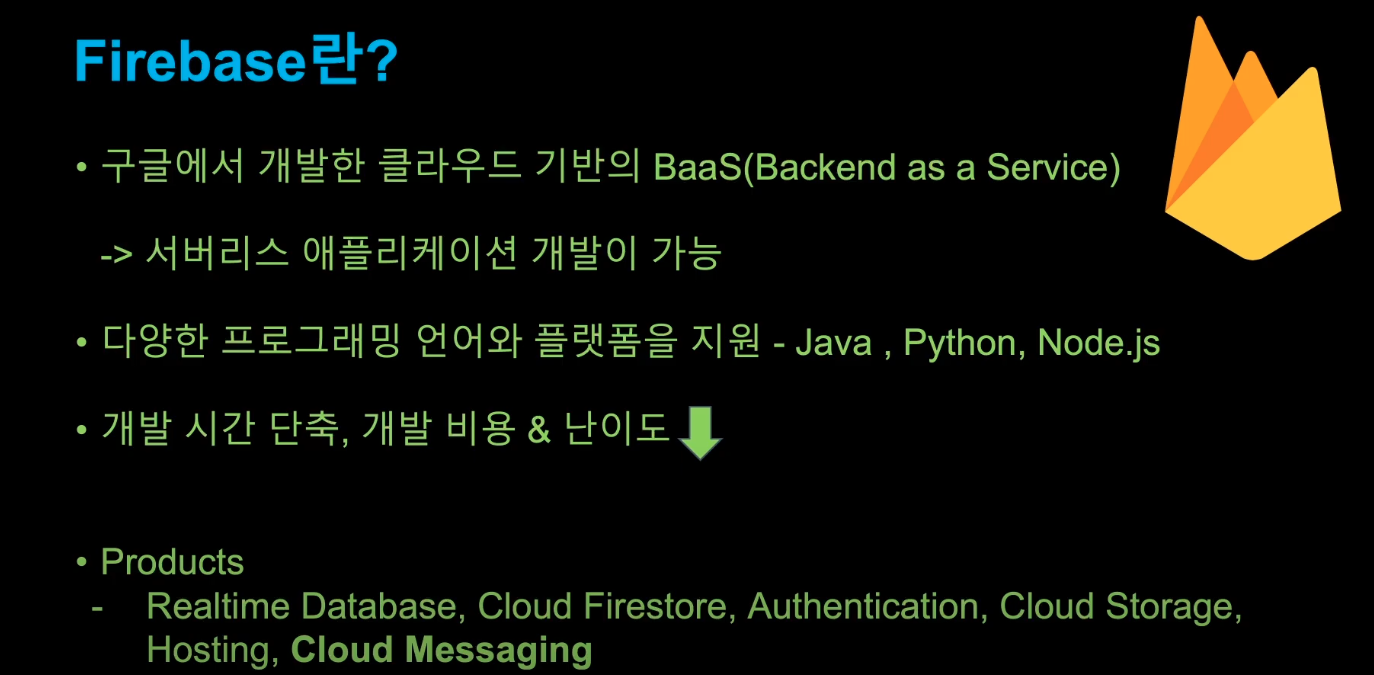 Firebase란?
• 구글에서 개발한 클라우드 기반의 BaaS(Backend as a Service)
-> 서버리스 애플리케이션 개발이 가능
• 다양한 프로그래밍 언어와 플랫폼을 지원 - Java , Python, Node.js
• 개발 시간 단축, 개발 비용 & 난이도
• Products
- Realtime Database, Cloud Firestore, Authentication, Cloud Storage,
Hosting, Cloud Messaging